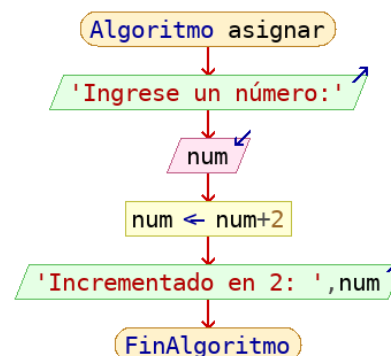 Algoritmo asignar
'Ingrese un número:'
num
num ← num+2
'Incrementado en 2: ',num
FinAlgoritmo